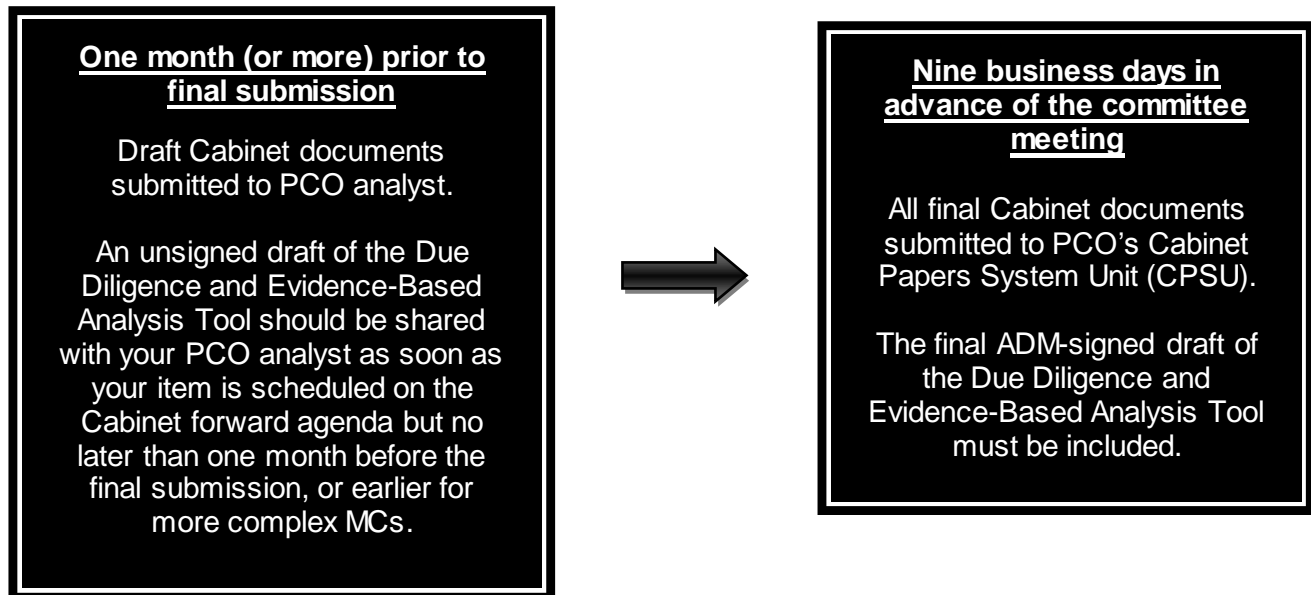 One month (or more) prior to
final submission
Draft Cabinet documents
submitted to PCO analyst.
An unsigned draft of the Due
Diligence and Evidence-Based
Analysis Tool should be shared
with your PCO analyst as soon as
your item is scheduled on the
Cabinet forward agenda but no
later than one month before the
final submission, or earlier for
more complex MCs.
Nine business days in
advance of the committee
meeting
All final Cabinet documents
submitted to PCO’s Cabinet
Papers System Unit (CPSU).
The final ADM-signed draft of
the Due Diligence and
Evidence-Based Analysis Tool
must be included.